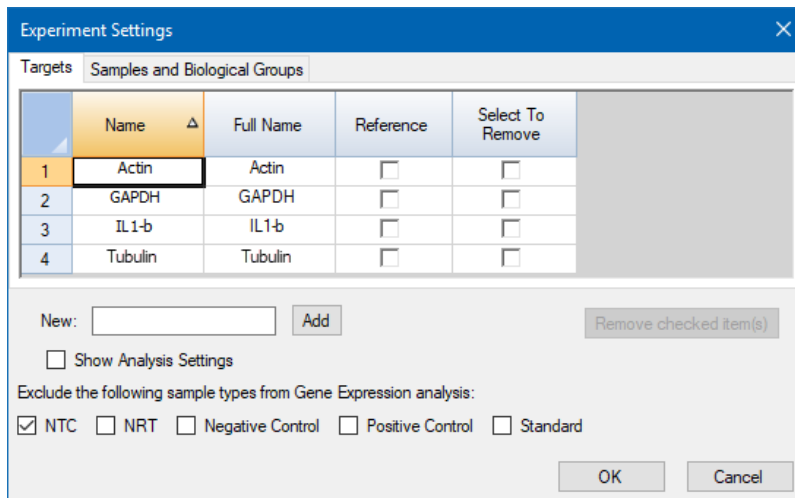 Experiment Settings
Targets Samples and Biological Groups
Name Full Name Reference Select To Remove
1 Actin Actin
2 GAPDH GAPDH
3 IL1-b IL1-b
4 Tubulin Tubulin
New: Add Remove checked item(s)
Show Analysis Settings
Exclude the following sample types from Gene Expression analysis:
NTC NRT Negative Control Positive Control Standard
OK Cancel